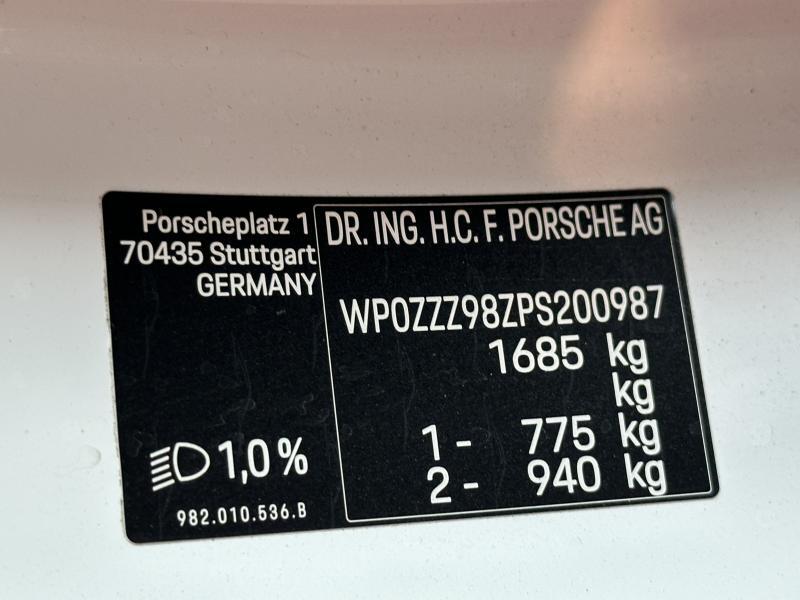 Porscheplatz 1
70435 Stuttgart
GERMANY
DR. ING. H.C. F. PORSCHE AG
WP0ZZZ98ZPS200987
1685 kg
kg
1 - 775 kg
2 - 940 kg
1,0 %
982.010.536.B